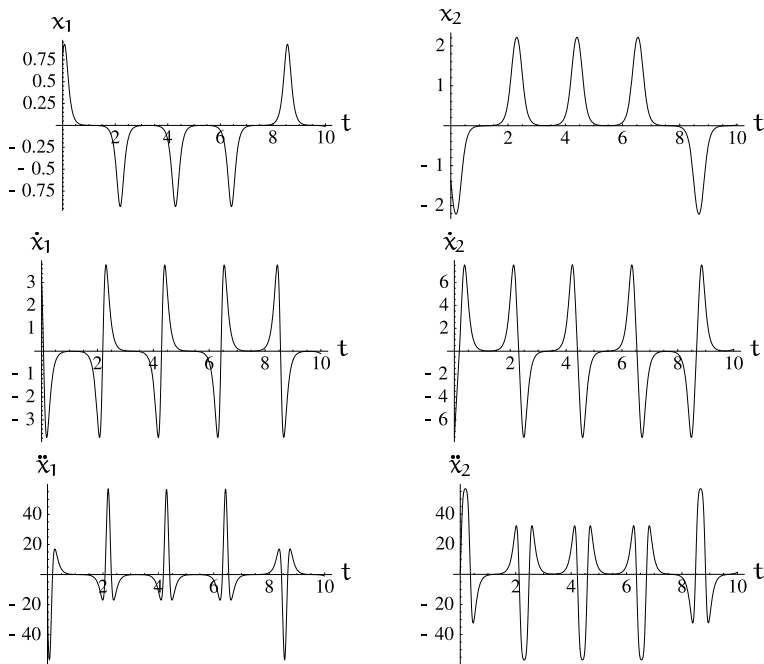 x₁
0.75
0.5
0.25
- 0.25
- 0.5
- 0.75
2 4 6 8 10 t
x₂
2
1
- 1
- 2
2 4 6 8 10 t
ẋ₁
3
2
1
- 1
- 2
- 3
2 4 6 8 10 t
ẋ₂
6
4
2
- 2
- 4
- 6
2 4 6 8 10 t
ẍ₁
40
20
- 20
- 40
2 4 6 8 10 t
ẍ₂
40
20
- 20
- 40
2 4 6 8 10 t